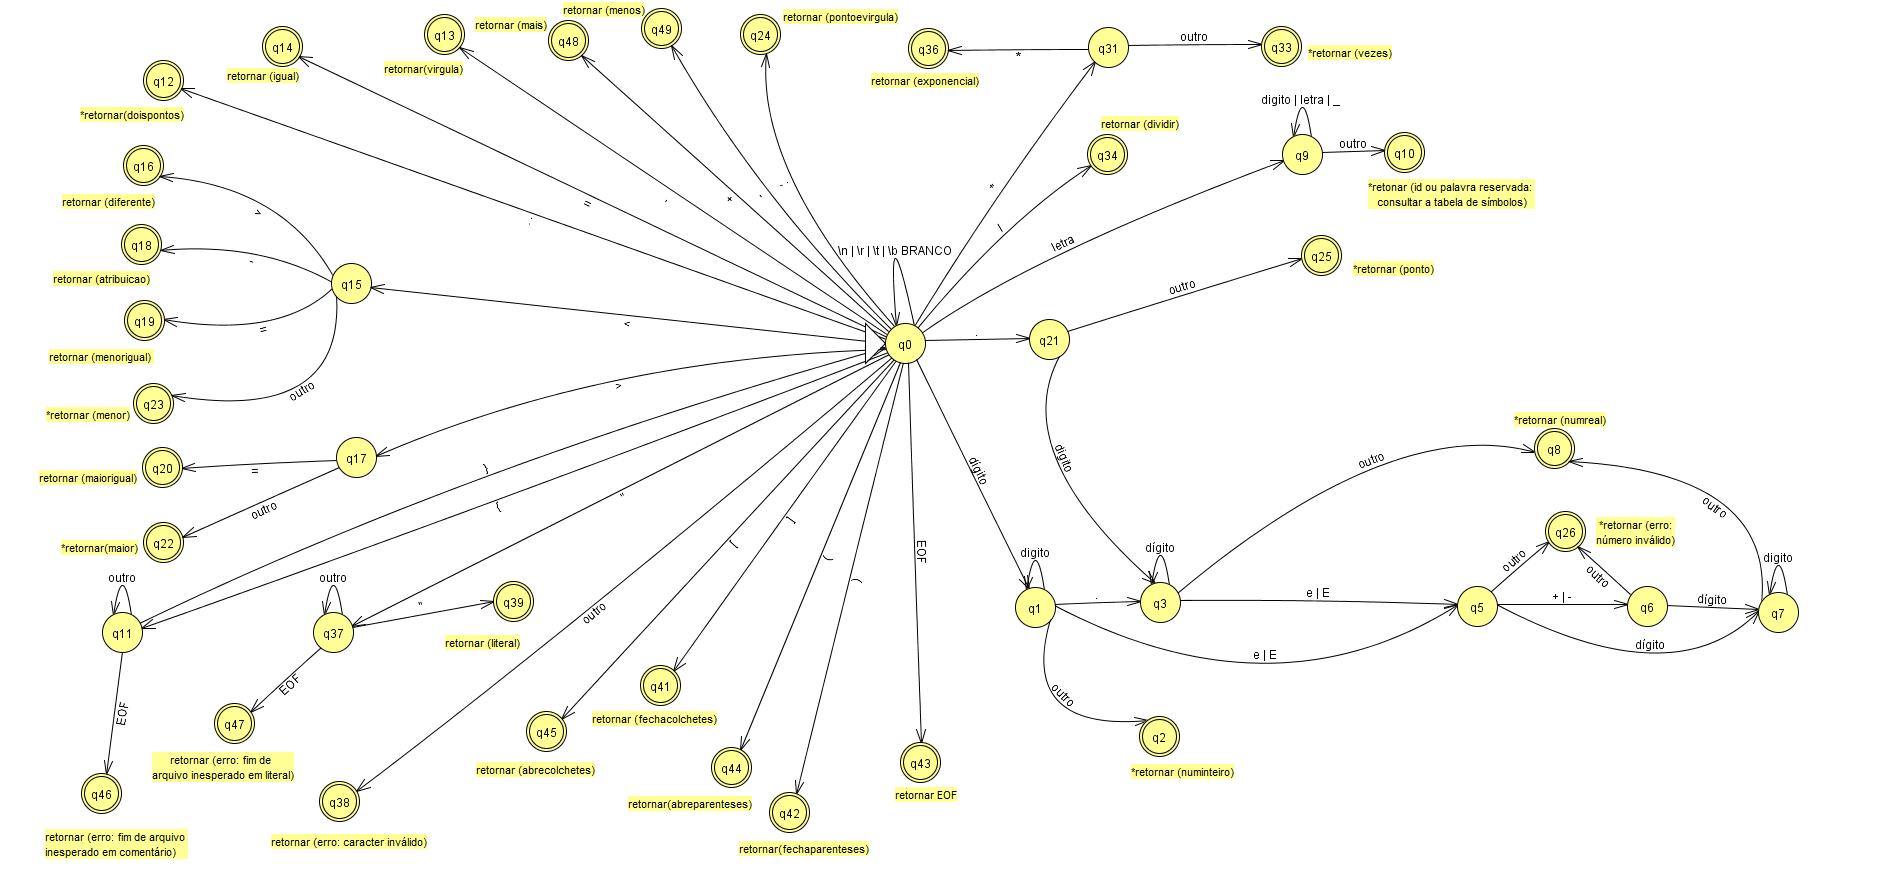 retornar (menos)
q49
retornar (mais)
q48
q13
retornar(virgula)
q14
retornar (igual)
q24
retornar (pontoevirgula)
q36
retornar (exponencial)
*
q31
outro
q33
*retornar (vezes)
q12
*retornar(doispontos)
q34
retornar (dividir)
digito | letra | _
q9
outro
q10
*retonar (id ou palavra reservada:
consultar a tabela de símbolos)
q16
retornar (diferente)
>
q18
retornar (atribuicao)
-
q19
retornar (menorigual)
=
q15
outro
q23
*retornar (menor)
:
=
,
+
-
;
*
/
letra
\n | \r | \t | \b BRANCO
<
q0
.
q21
outro
q25
*retornar (ponto)
>
q17
=
q20
retornar (maiorigual)
outro
q22
*retornar(maior)
}
{
"
]
[
(
)
EOF
digito
digito
outro
*retornar (numreal)
q8
outro
q26
*retornar (erro:
número inválido)
outro
outro
outro
q11
outro
q37
"
q39
retornar (literal)
outro
digito
q1
.
dígito
q3
e | E
q5
+ | -
q6
dígito
digito
q7
dígito
e | E
outro
q2
*retornar (numinteiro)
EOF
q46
retornar (erro: fim de arquivo
inesperado em comentário)
EOF
q47
retornar (erro: fim de
arquivo inesperado em literal)
q38
retornar (erro: caracter inválido)
q45
retornar (abrecolchetes)
q41
retornar (fechacolchetes)
q44
retornar(abreparenteses)
q42
retornar(fechaparenteses)
q43
retornar EOF